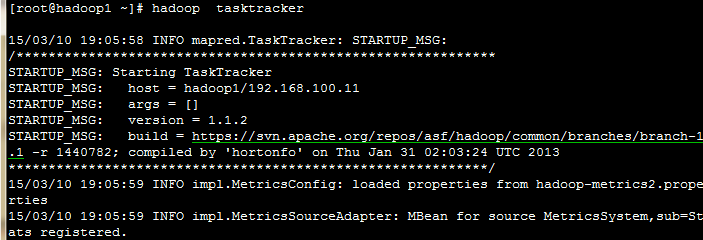 [root@hadoop1 ~]# hadoop  tasktracker
15/03/10 19:05:58 INFO mapred.TaskTracker: STARTUP_MSG:
/************************************************************
STARTUP_MSG: Starting TaskTracker
STARTUP_MSG:   host = hadoop1/192.168.100.11
STARTUP_MSG:   args = []
STARTUP_MSG:   version = 1.1.2
STARTUP_MSG:   build = https://svn.apache.org/repos/asf/hadoop/common/branches/branch-1
.1 -r 1440782; compiled by 'hortonfo' on Thu Jan 31 02:03:24 UTC 2013
************************************************************/
15/03/10 19:05:59 INFO impl.MetricsConfig: loaded properties from hadoop-metrics2.prope
rties
15/03/10 19:05:59 INFO impl.MetricsSourceAdapter: MBean for source MetricsSystem,sub=St
ats registered.